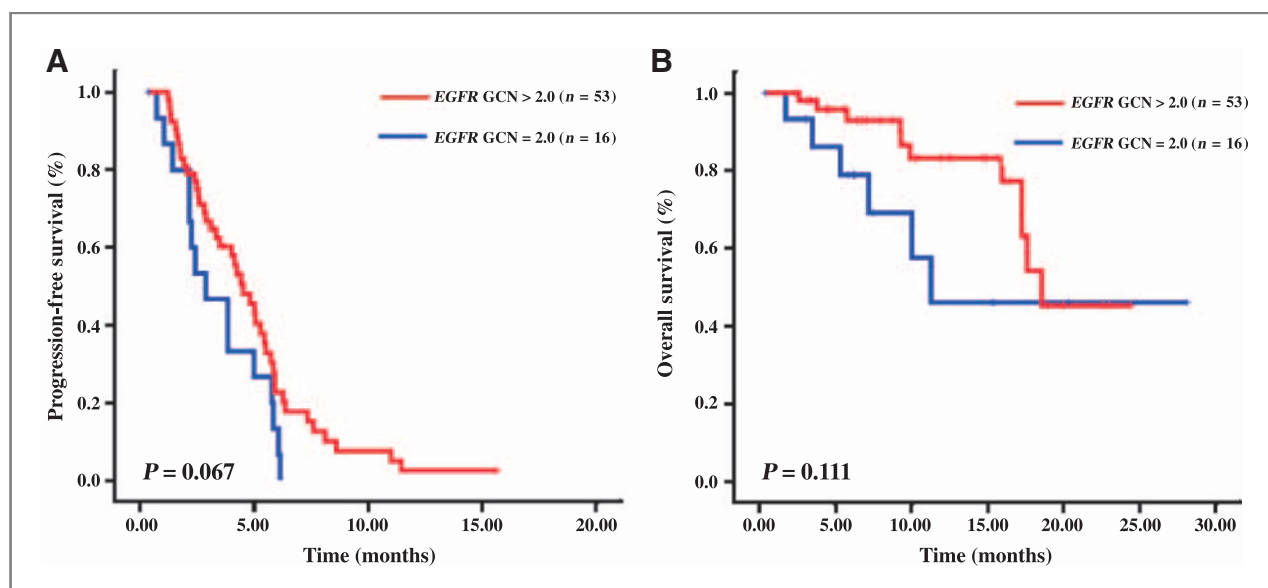 A
EGFR GCN > 2.0 (n = 53)
EGFR GCN = 2.0 (n = 16)
Progression-free survival (%)
1.0
0.8
0.6
0.4
0.2
0.0
P = 0.067
0.00 5.00 10.00 15.00 20.00
Time (months)
B
EGFR GCN > 2.0 (n = 53)
EGFR GCN = 2.0 (n = 16)
Overall survival (%)
1.0
0.8
0.6
0.4
0.2
0.0
P = 0.111
0.00 5.00 10.00 15.00 20.00 25.00 30.00
Time (months)